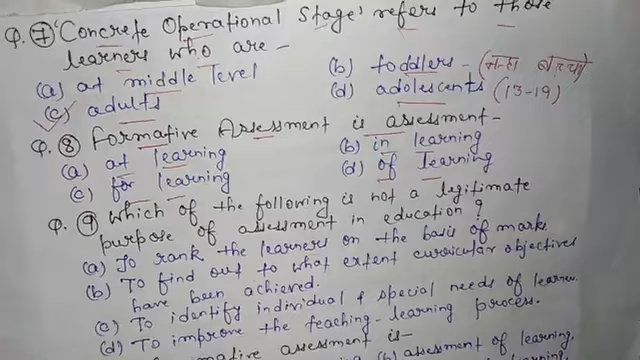 Q. ⑦ 'Concrete Operational Stage' refers to those
learners who are -
(a) at middle level (b) toddlers - (नन्हा बच्चो
(c) adults (d) adolescents (13-19)
Q. ⑧ Formative Assessment is assessment-
(a) at learning (b) in learning
(c) for learning (d) of learning
Q. ⑨ which of the following is not a legitimate
purpose of assessment in education?
(a) To rank the learners on the basis of marks.
(b) To find out to what extent curricular objectives
have been achieved.
(c) To identify individual & special needs of learner
(d) To improve the teaching-learning process.
assessment is-
(b) assessment of learning.